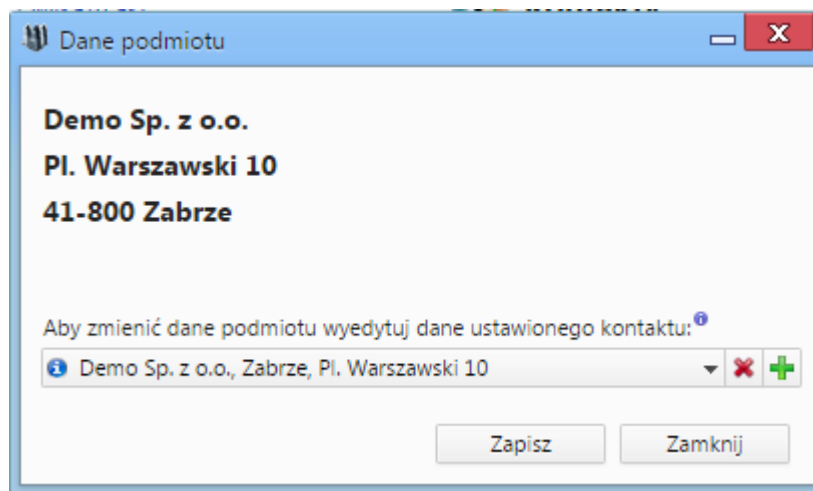 Dane podmiotu
Demo Sp. z o.o.
Pl. Warszawski 10
41-800 Zabrze
Aby zmienić dane podmiotu wyedytuj dane ustawionego kontaktu:
Demo Sp. z o.o., Zabrze, Pl. Warszawski 10
Zapisz
Zamknij